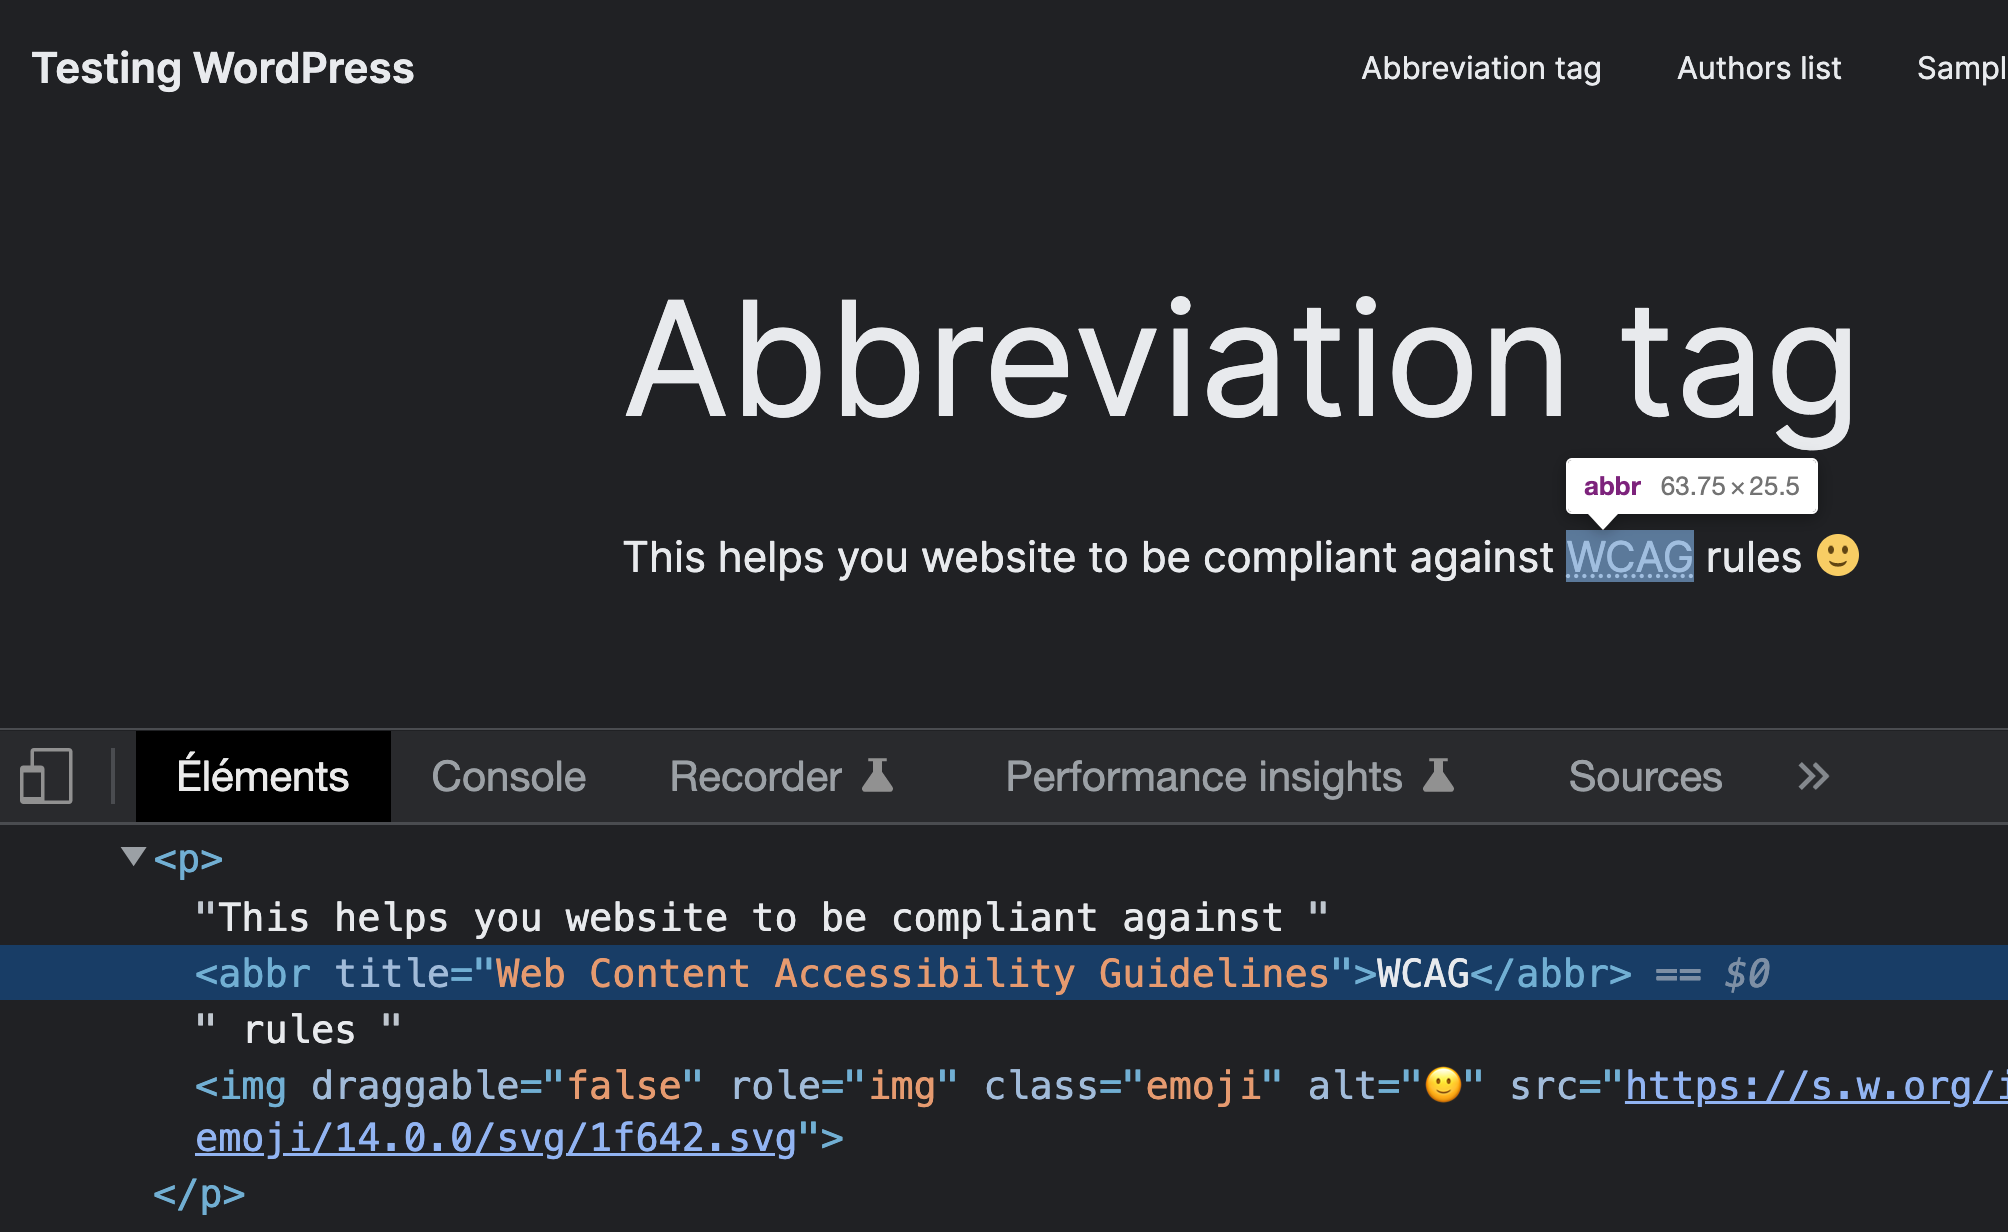 Testing WordPress
Abbreviation tag
Authors list
Sampl
Abbreviation tag
abbr 63.75×25.5
This helps you website to be compliant against WCAG rules 🙂
Éléments
Console
Recorder
Performance insights
Sources
<p>
"This helps you website to be compliant against "
<abbr title="Web Content Accessibility Guidelines">WCAG</abbr> == $0
" rules "
<img draggable="false" role="img" class="emoji" alt="🙂" src="https://s.w.org/i
emoji/14.0.0/svg/1f642.svg">
</p>